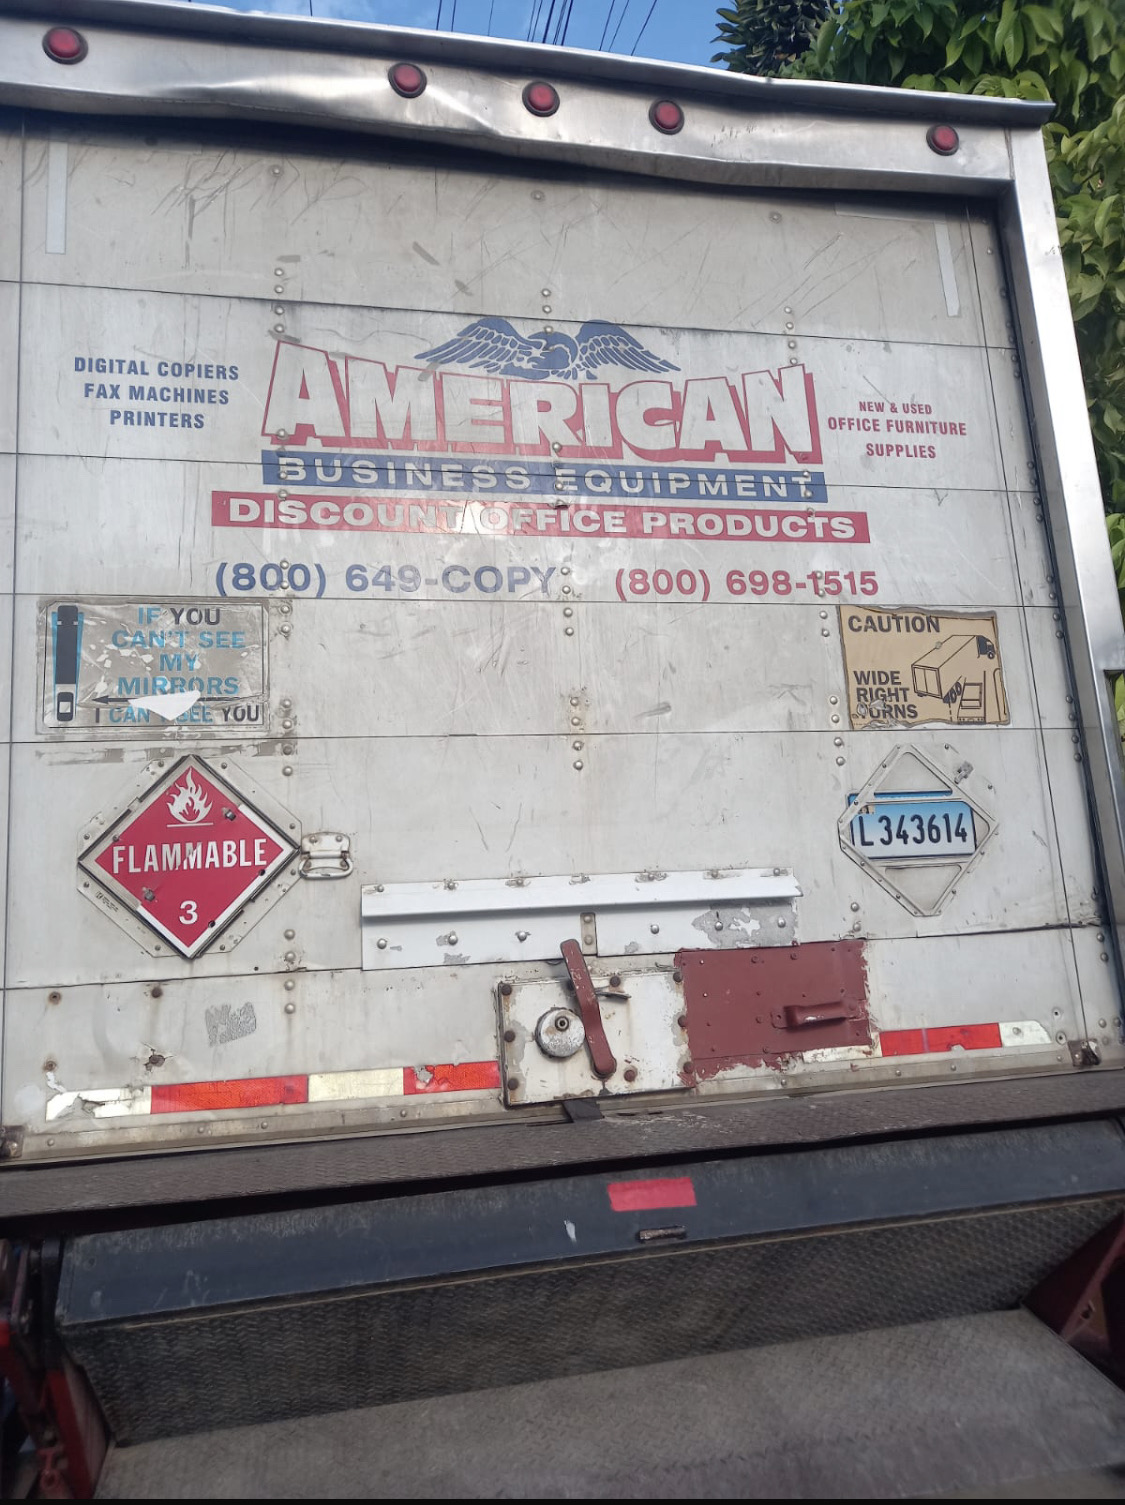 DIGITAL COPIERS
FAX MACHINES
PRINTERS
AMERICAN
BUSINESS EQUIPMENT
DISCOUNT OFFICE PRODUCTS
NEW & USED
OFFICE FURNITURE
SUPPLIES
(800) 649-COPY (800) 698-1515
IF YOU
CAN'T SEE
MY
MIRRORS
I CAN'T SEE YOU
CAUTION
WIDE
RIGHT
TURNS
FLAMMABLE
3
L343614